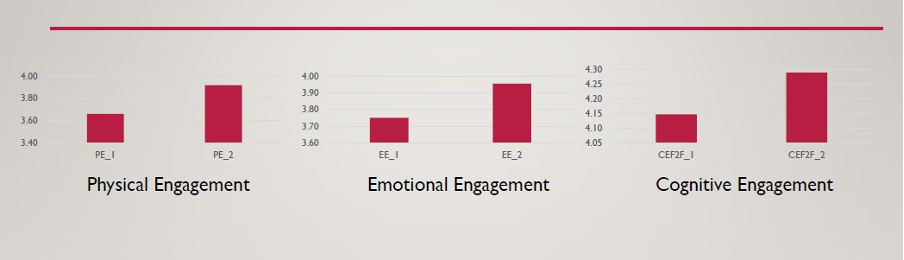 4.00
3.80
3.60
3.40
PE_1 PE_2
Physical Engagement
4.00
3.90
3.80
3.70
3.60
EE_1 EE_2
Emotional Engagement
4.30
4.25
4.20
4.15
4.10
4.05
CEF2F_1 CEF2F_2
Cognitive Engagement